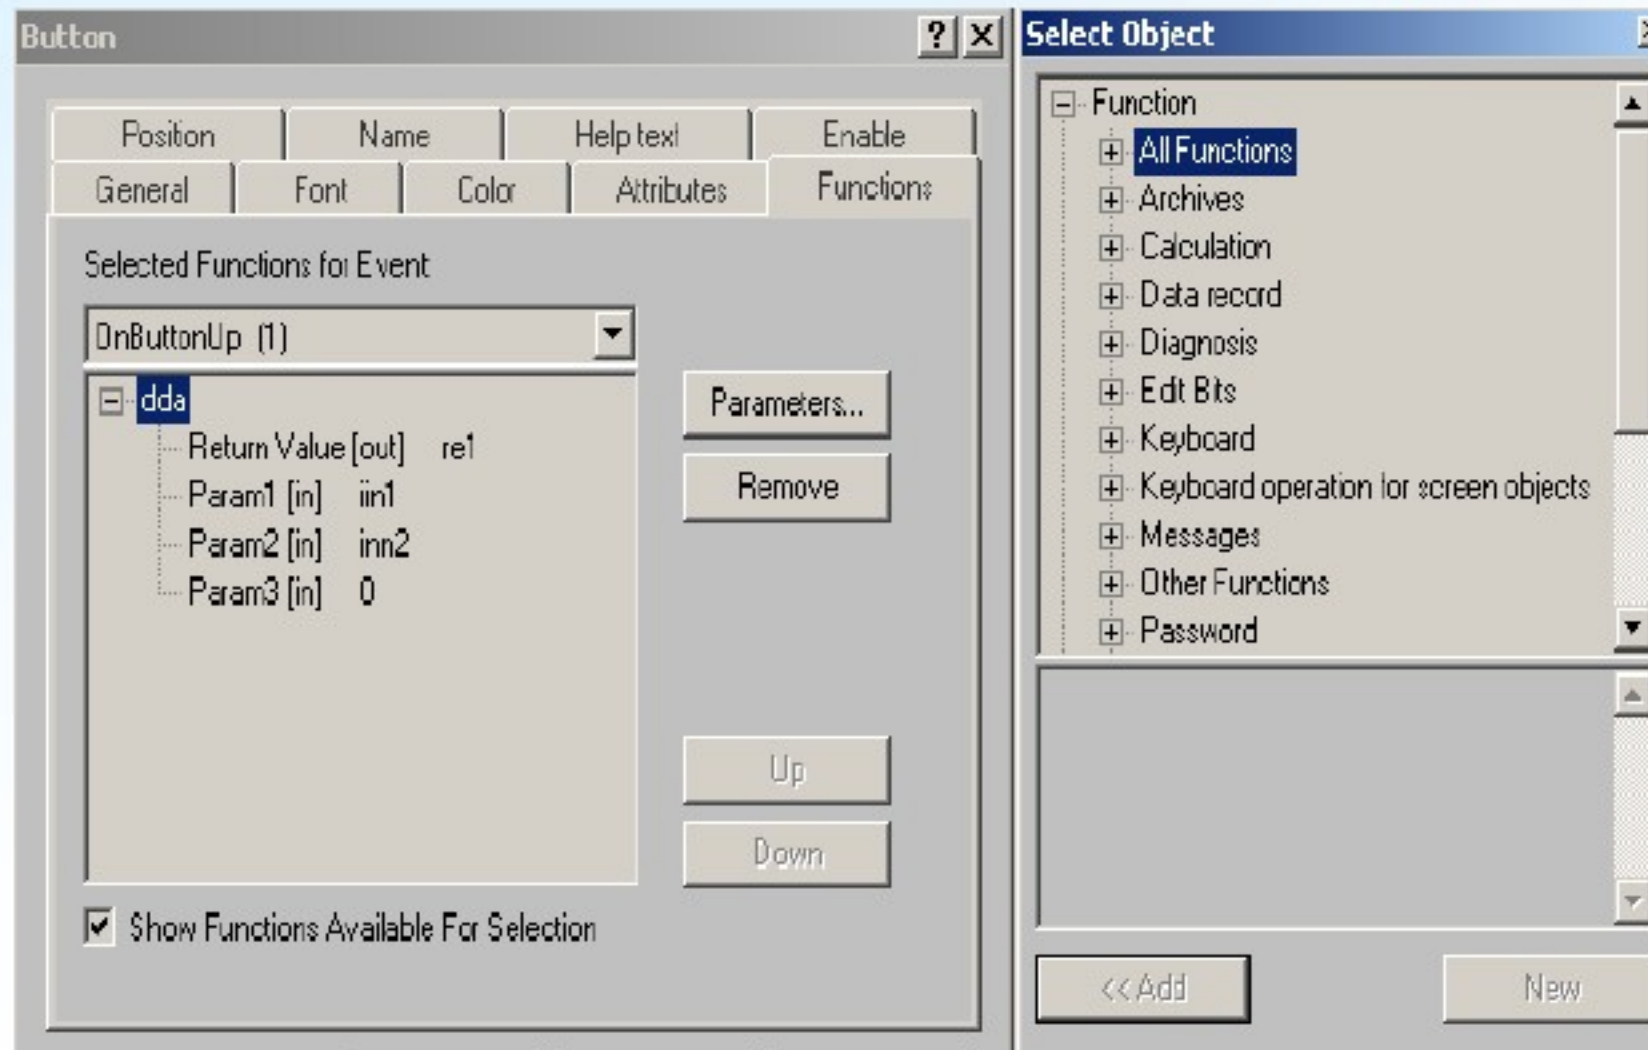 Button
Position Name Help text Enable
General Font Color Attributes Functions
Selected Functions for Event
OnButtonUp (1)
dda
Return Value [out] re1
Param1 [in] iin1
Param2 [in] inn2
Param3 [in] 0
Parameters...
Remove
Up
Down
Show Functions Available For Selection
Select Object
Function
All Functions
Archives
Calculation
Data record
Diagnosis
Edit Bits
Keyboard
Keyboard operation for screen objects
Messages
Other Functions
Password
<< Add
New